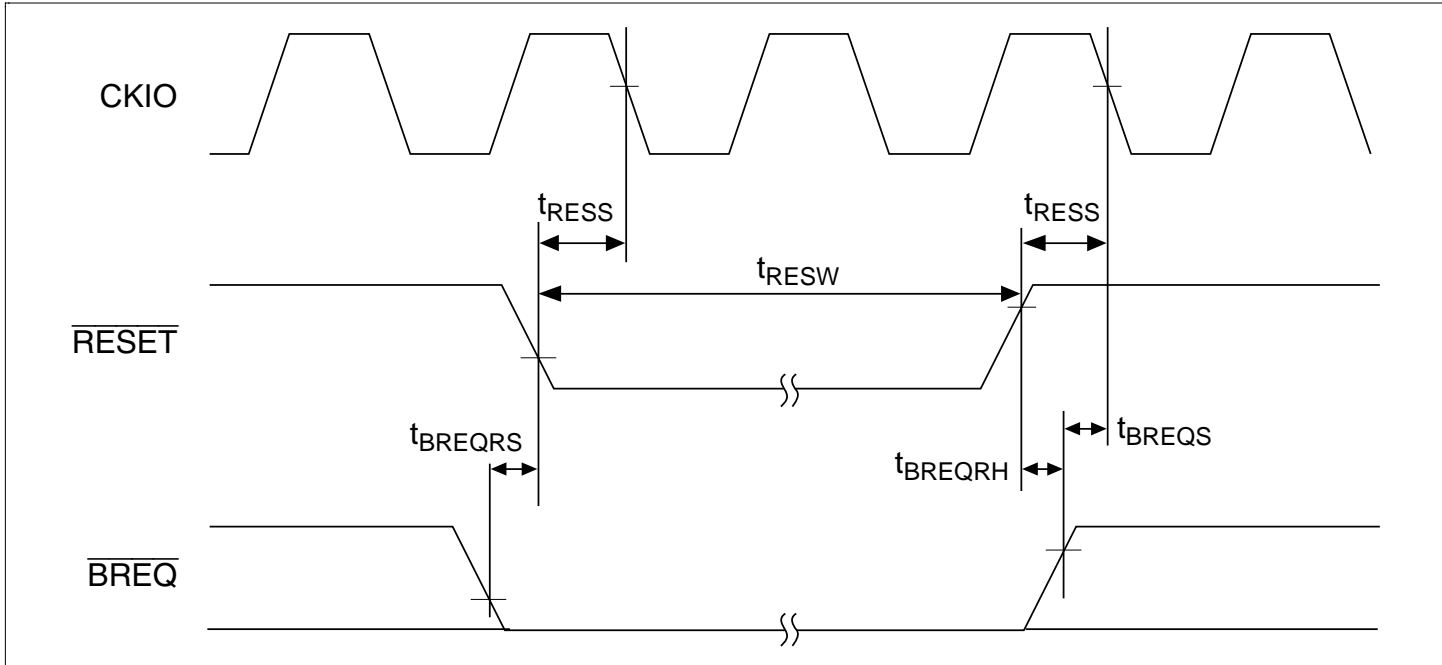 CKIO
tRESS
tRESS
tRESW
RESET
tBREQRS
tBREQS
tBREQRH
BREQ